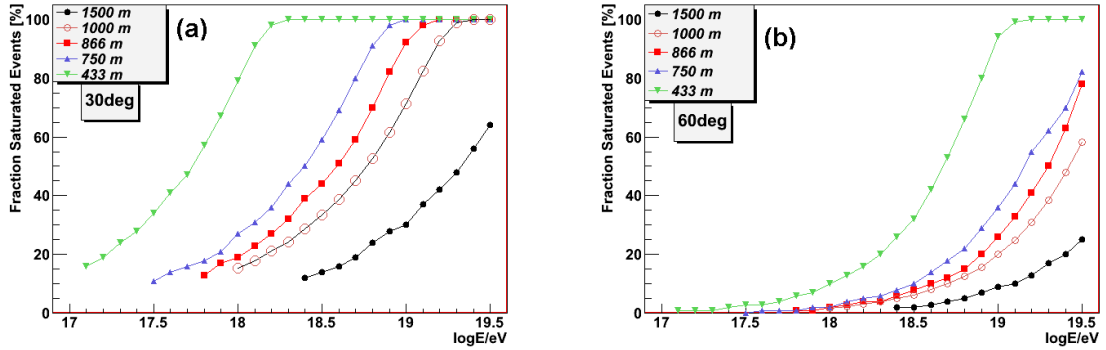 Fraction Saturated Events [%]
100
80
60
40
20
0
1500 m
1000 m
866 m
750 m
433 m
30deg
(a)
17 17.5 18 18.5 19 19.5
logE/eV
Fraction Saturated Events [%]
100
80
60
40
20
0
1500 m
1000 m
866 m
750 m
433 m
60deg
(b)
17 17.5 18 18.5 19 19.5
logE/eV